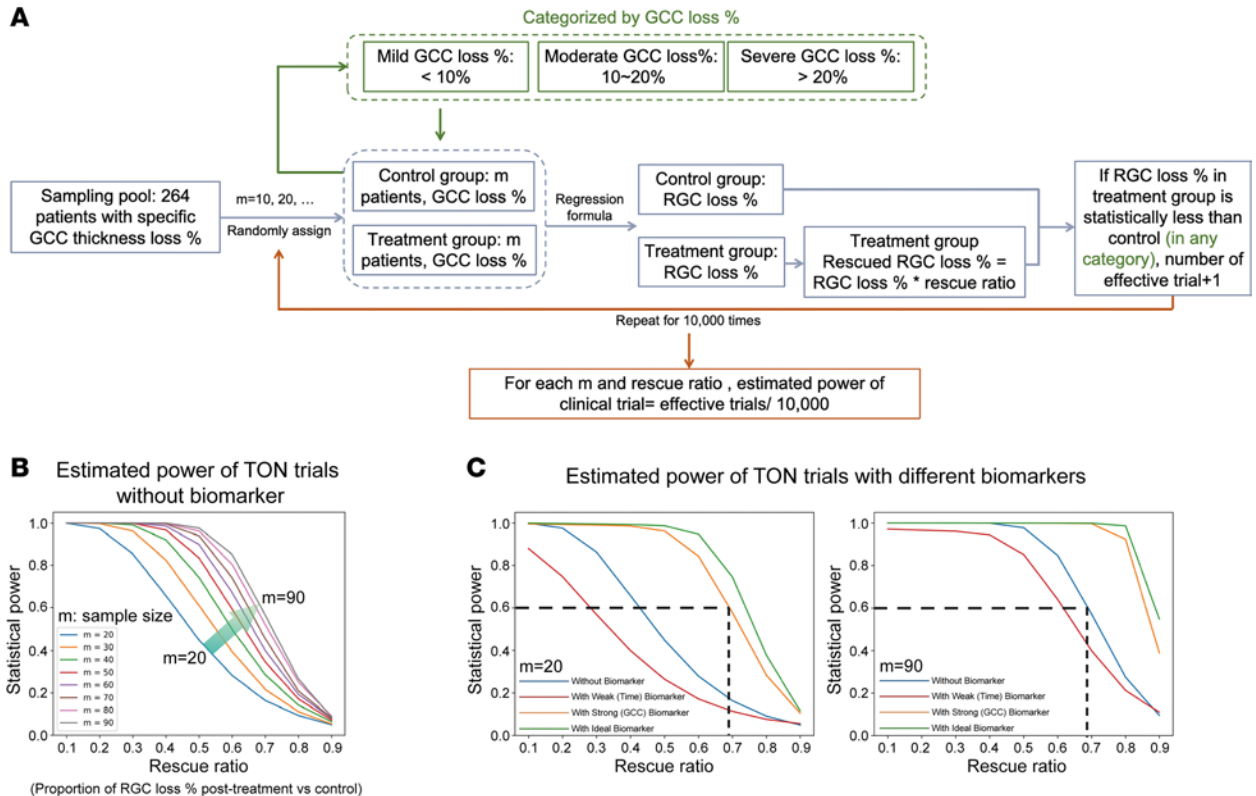 A
Categorized by GCC loss %
Mild GCC loss %:
< 10%
Moderate GCC loss%:
10~20%
Severe GCC loss %:
> 20%
Sampling pool: 264
patients with specific
GCC thickness loss %
m=10, 20, ...
Randomly assign
Control group: m
patients, GCC loss %
Treatment group: m
patients, GCC loss %
Regression
formula
Control group:
RGC loss %
Treatment group:
RGC loss %
Treatment group
Rescued RGC loss % =
RGC loss % * rescue ratio
If RGC loss % in
treatment group is
statistically less than
control (in any
category), number of
effective trial+1
Repeat for 10,000 times
For each m and rescue ratio , estimated power of
clinical trial= effective trials/ 10,000
B
Estimated power of TON trials
without biomarker
Statistical power
1.0
0.8
0.6
0.4
0.2
0.0
m: sample size
m = 20
m = 30
m = 40
m = 50
m = 60
m = 70
m = 80
m = 90
m=90
m=20
0.1 0.2 0.3 0.4 0.5 0.6 0.7 0.8 0.9
Rescue ratio
(Proportion of RGC loss % post-treatment vs control)
C
Estimated power of TON trials with different biomarkers
Statistical power
1.0
0.8
0.6
0.4
0.2
0.0
m=20
Without Biomarker
With Weak (Time) Biomarker
With Strong (GCC) Biomarker
With Ideal Biomarker
0.1 0.2 0.3 0.4 0.5 0.6 0.7 0.8 0.9
Rescue ratio
Statistical power
1.0
0.8
0.6
0.4
0.2
0.0
m=90
Without Biomarker
With Weak (Time) Biomarker
With Strong (GCC) Biomarker
With Ideal Biomarker
0.1 0.2 0.3 0.4 0.5 0.6 0.7 0.8 0.9
Rescue ratio